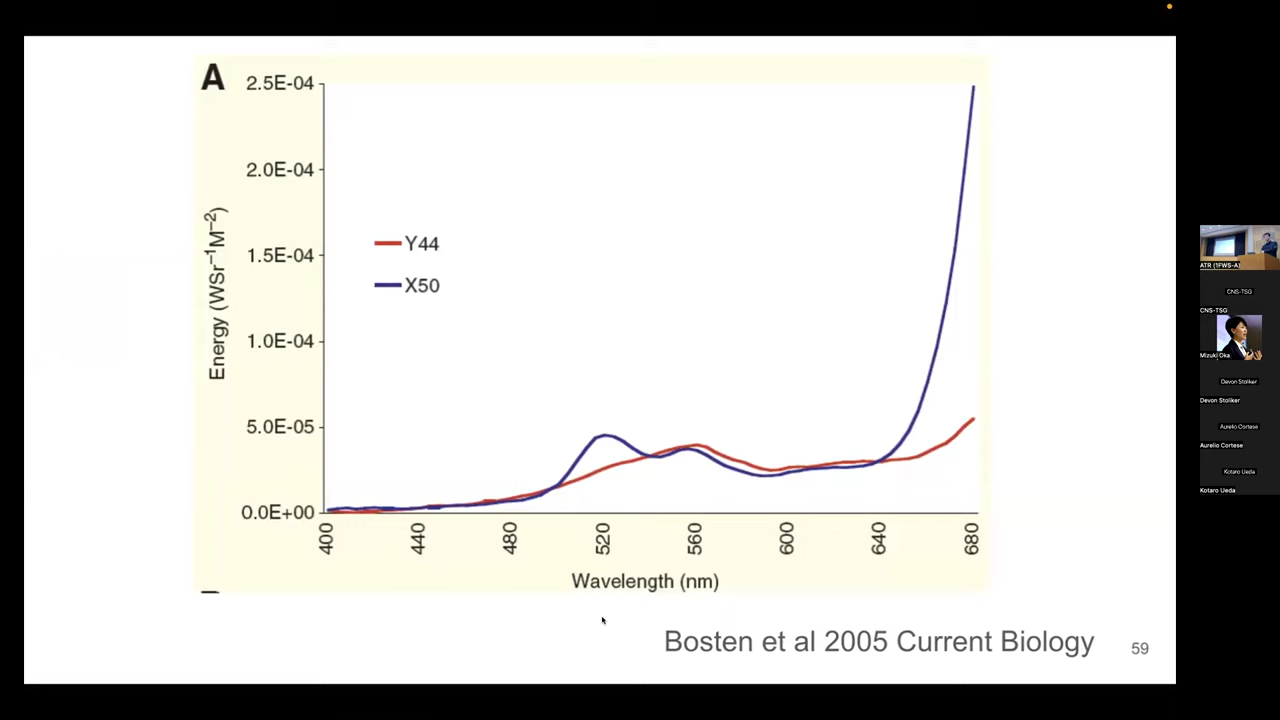 A
2.5E-04
2.0E-04
1.5E-04
1.0E-04
5.0E-05
0.0E+00
Energy (WSr⁻¹M⁻²)
Y44
X50
400
440
480
520
560
600
640
680
Wavelength (nm)
Bosten et al 2005 Current Biology
59
ATR (1FWS-A)
CNS-TSG
CNS-TSG
Mizuki Oka
Devon Stoliker
Devon Stoliker
Aurelio Cortese
Aurelio Cortese
Kotaro Ueda
Kotaro Ueda